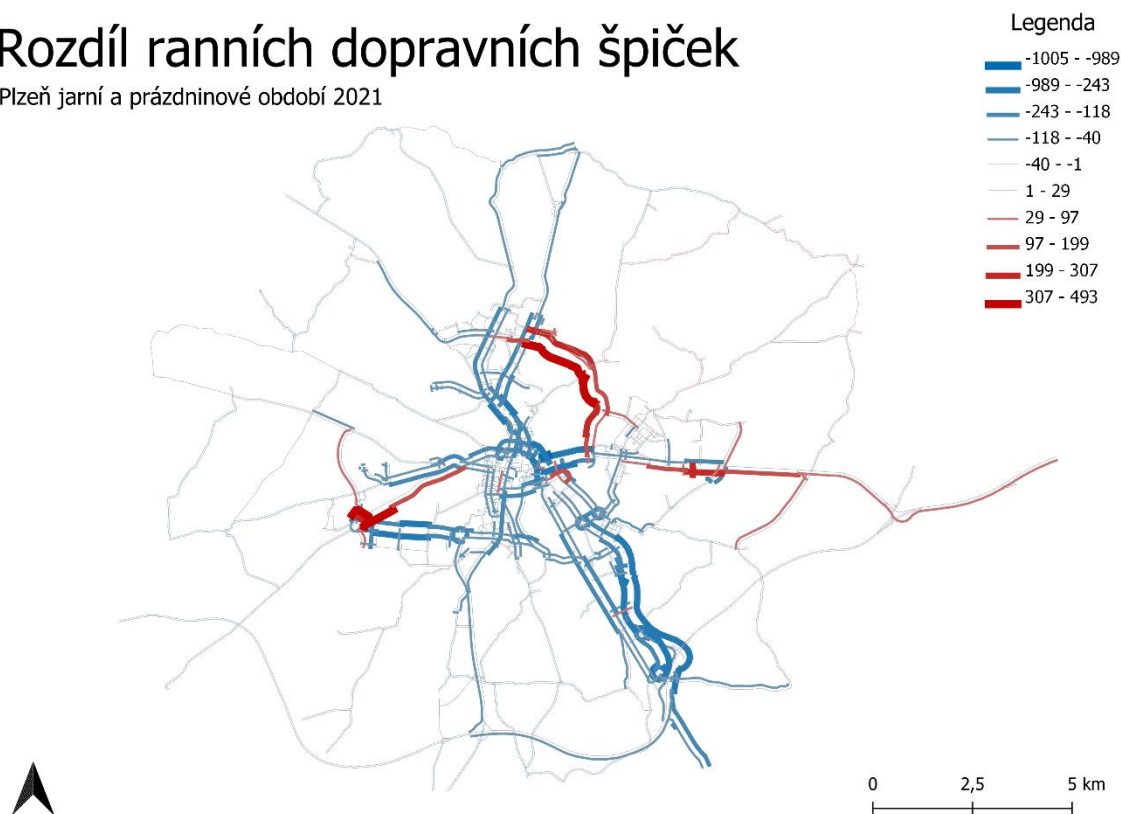 Rozdíl ranních dopravních špiček
Plzeň jarní a prázdninové období 2021
Legenda
-1005 - -989
-989 - -243
-243 - -118
-118 - -40
-40 - -1
1 - 29
29 - 97
97 - 199
199 - 307
307 - 493
0 2,5 5 km